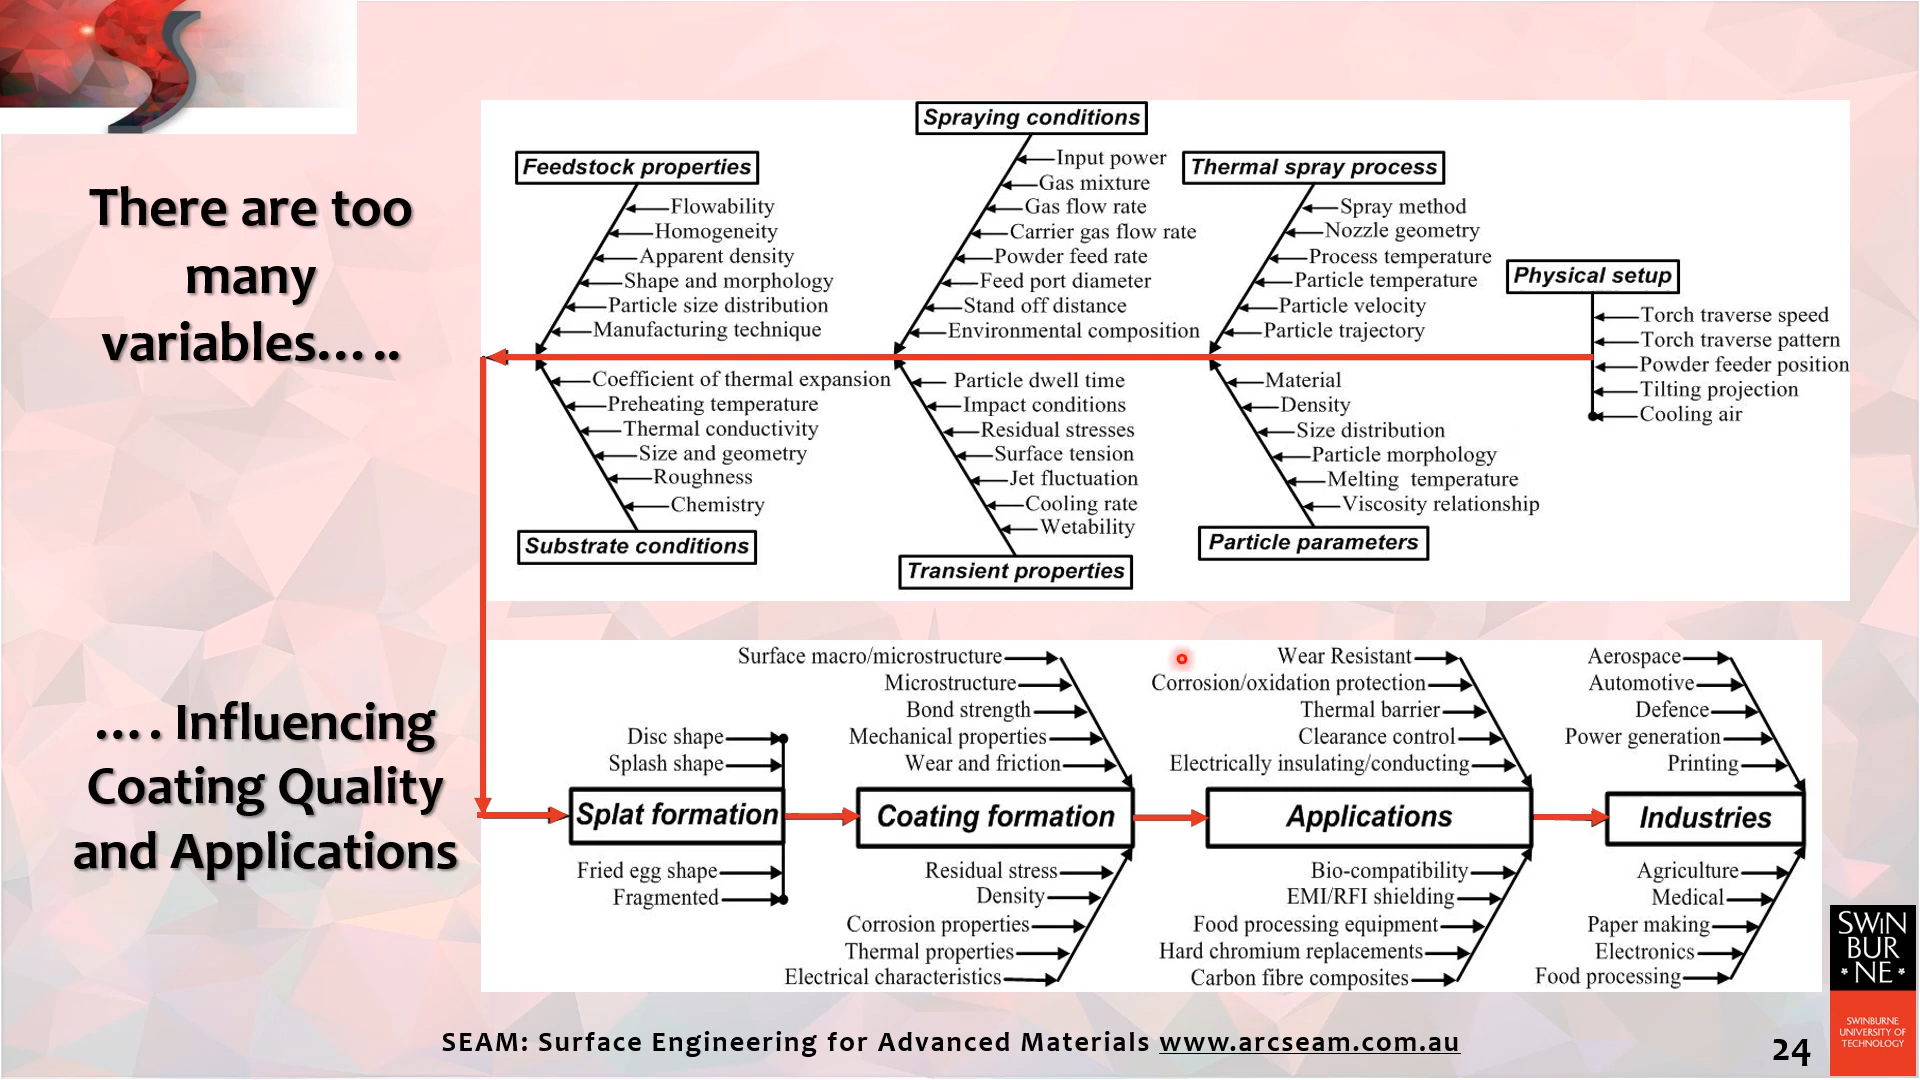 There are too
many
variables…..
…. Influencing
Coating Quality
and Applications
Feedstock properties
Flowability
Homogeneity
Apparent density
Shape and morphology
Particle size distribution
Manufacturing technique
Spraying conditions
Input power
Gas mixture
Gas flow rate
Carrier gas flow rate
Powder feed rate
Feed port diameter
Stand off distance
Environmental composition
Thermal spray process
Spray method
Nozzle geometry
Process temperature
Particle temperature
Particle velocity
Particle trajectory
Physical setup
Torch traverse speed
Torch traverse pattern
Powder feeder position
Tilting projection
Cooling air
Coefficient of thermal expansion
Preheating temperature
Thermal conductivity
Size and geometry
Roughness
Chemistry
Substrate conditions
Particle dwell time
Impact conditions
Residual stresses
Surface tension
Jet fluctuation
Cooling rate
Wetability
Transient properties
Material
Density
Size distribution
Particle morphology
Melting temperature
Viscosity relationship
Particle parameters
Disc shape
Splash shape
Splat formation
Fried egg shape
Fragmented
Surface macro/microstructure
Microstructure
Bond strength
Mechanical properties
Wear and friction
Coating formation
Residual stress
Density
Corrosion properties
Thermal properties
Electrical characteristics
Wear Resistant
Corrosion/oxidation protection
Thermal barrier
Clearance control
Electrically insulating/conducting
Applications
Bio-compatibility
EMI/RFI shielding
Food processing equipment
Hard chromium replacements
Carbon fibre composites
Aerospace
Automotive
Defence
Power generation
Printing
Industries
Agriculture
Medical
Paper making
Electronics
Food processing
SEAM: Surface Engineering for Advanced Materials www.arcseam.com.au
24
SWIN
BUR
* NE *
SWINBURNE
UNIVERSITY OF
TECHNOLOGY